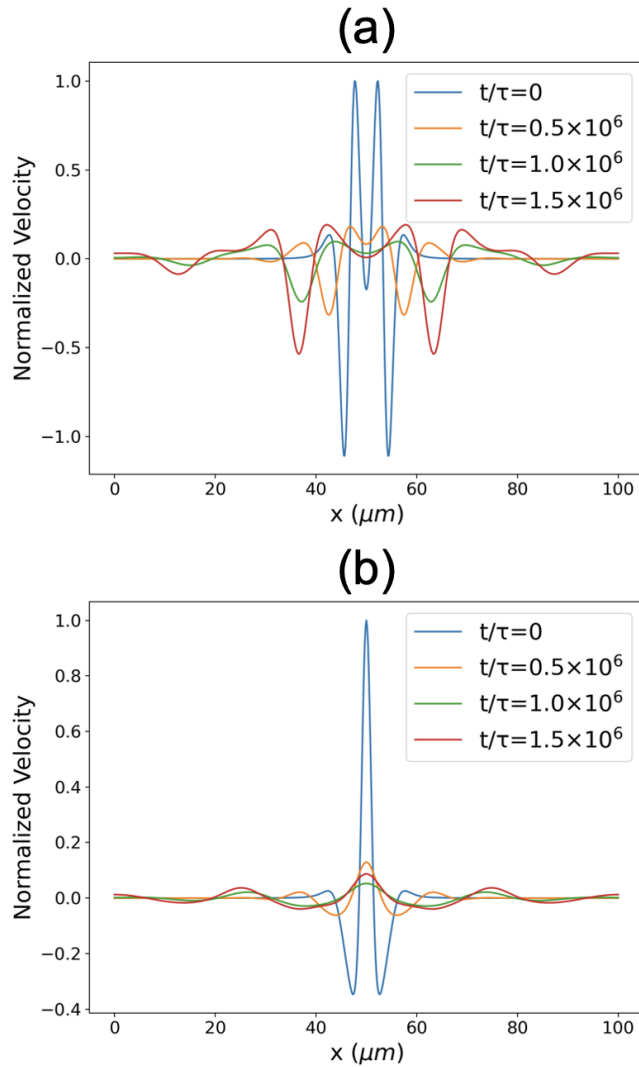 (a)
1.0
0.5
0.0
−0.5
−1.0
Normalized Velocity
t/τ=0
t/τ=0.5×10⁶
t/τ=1.0×10⁶
t/τ=1.5×10⁶
0 20 40 60 80 100
x (μm)
(b)
1.0
0.8
0.6
0.4
0.2
0.0
−0.2
−0.4
Normalized Velocity
t/τ=0
t/τ=0.5×10⁶
t/τ=1.0×10⁶
t/τ=1.5×10⁶
0 20 40 60 80 100
x (μm)